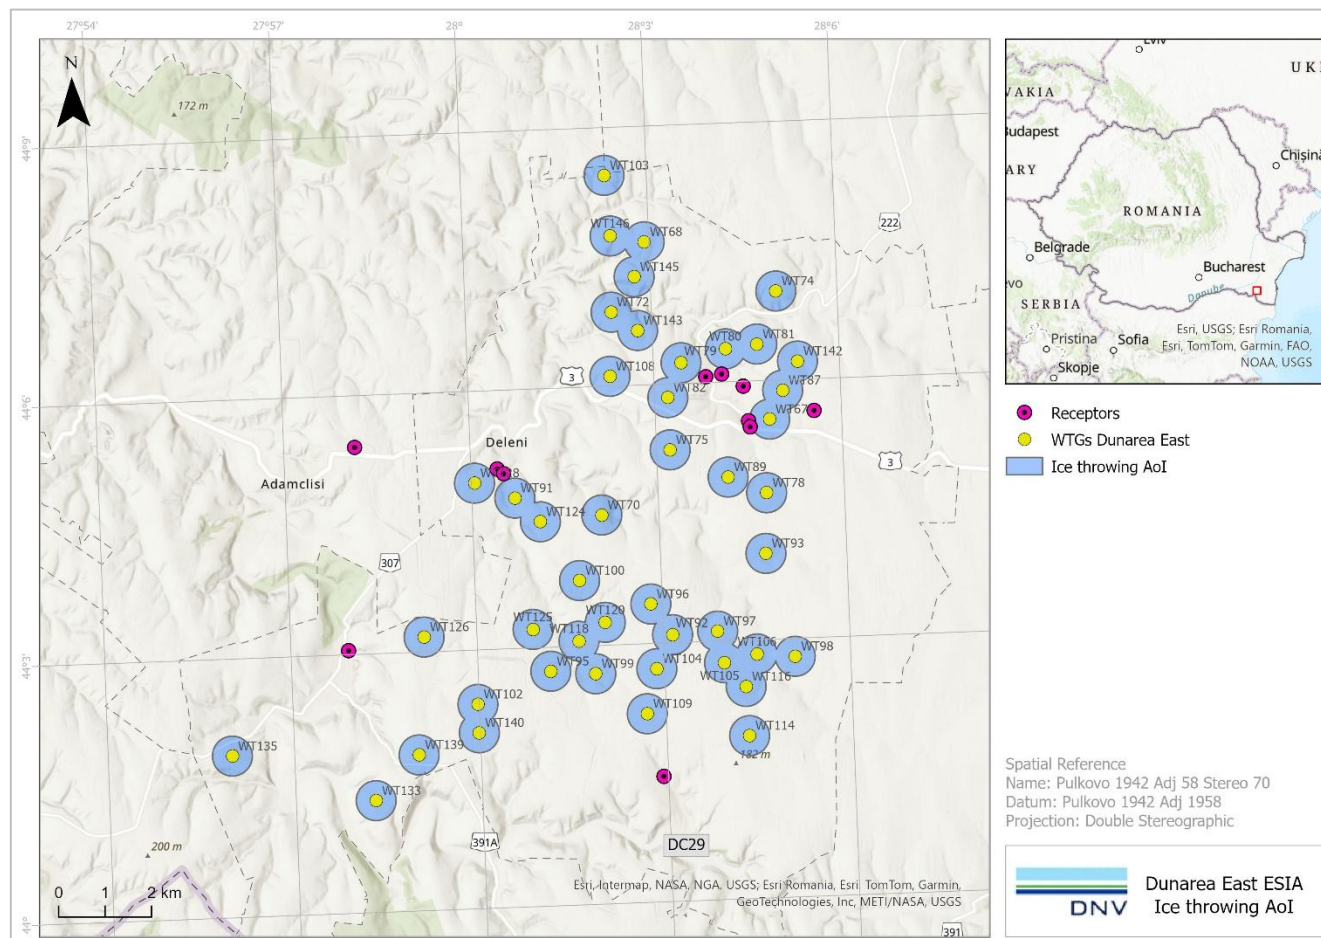 27°54'
27°57'
28°
28°3'
28°6'
N
172 m
44°9'
WT103
WT146
WT68
222
WT145
WT74
WT72
WT143
WT80
WT81
WT79
WT142
WT108
3
WT87
WT82
44°6'
WT67
Deleni
WT75
3
Adamclisi
WT89
WT91
WT78
WT124
WT70
WT93
307
WT100
WT96
WT120
WT125
WT92
WT97
WT126
WT118
WT106
WT98
44°3'
WT95
WT99
WT104
WT105
WT116
WT102
WT109
WT140
WT114
WT135
WT139
182 m
WT133
391A
DC29
200 m
0 1 2 km
Esri, Intermap, NASA, NGA, USGS; Esri Romania, Esri, TomTom, Garmin,
GeoTechnologies, Inc, METI/NASA, USGS
44°
391
Lviv
UKI
VAKIA
Budapest
Chișină
ARY
ROMANIA
Belgrade
Bucharest
evo
Danube
SERBIA
Pristina
Sofia
Skopje
Esri, USGS; Esri Romania,
Esri, TomTom, Garmin, FAO,
NOAA, USGS
Receptors
WTGs Dunarea East
Ice throwing AoI
Spatial Reference
Name: Pulkovo 1942 Adj 58 Stereo 70
Datum: Pulkovo 1942 Adj 1958
Projection: Double Stereographic
DNV
Dunarea East ESIA
Ice throwing AoI